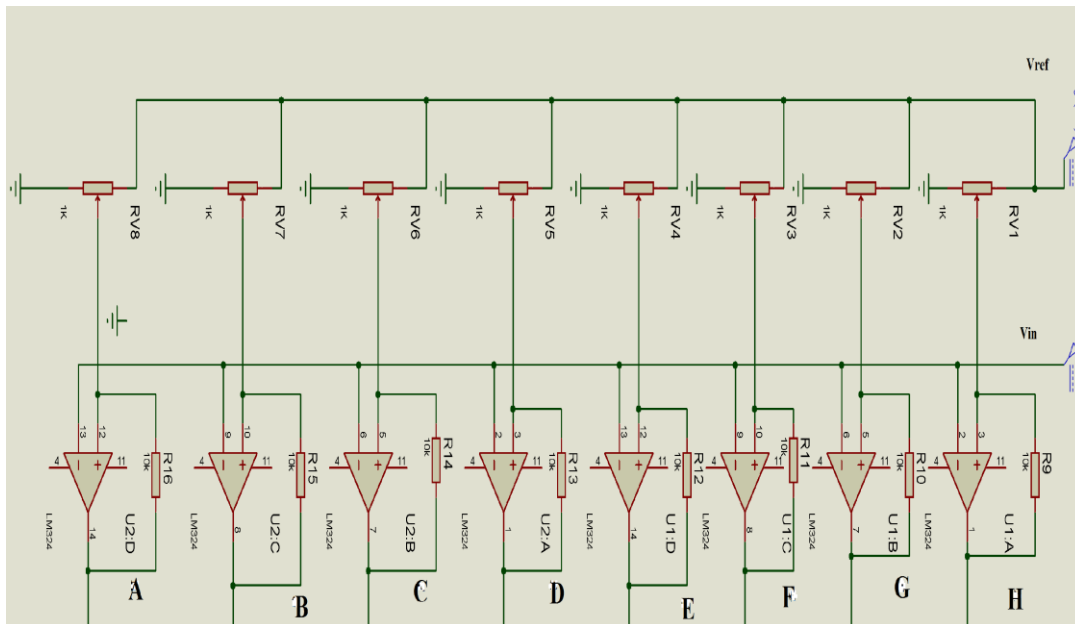 Vref
RV8
RV7
RV6
RV5
RV4
RV3
RV2
RV1
1K
1K
1K
1K
1K
1K
1K
1K
Vin
13
12
9
10
6
5
2
3
13
12
9
10
6
5
2
3
4
11
4
11
4
11
4
11
4
11
4
11
4
11
4
11
R16
10k
R15
10k
R14
10k
R13
10k
R12
10k
R11
10k
R10
10k
R9
10k
14
8
7
1
14
8
7
1
LM324
LM324
LM324
LM324
LM324
LM324
LM324
LM324
U2:D
U2:C
U2:B
U2:A
U1:D
U1:C
U1:B
U1:A
A
B
C
D
E
F
G
H